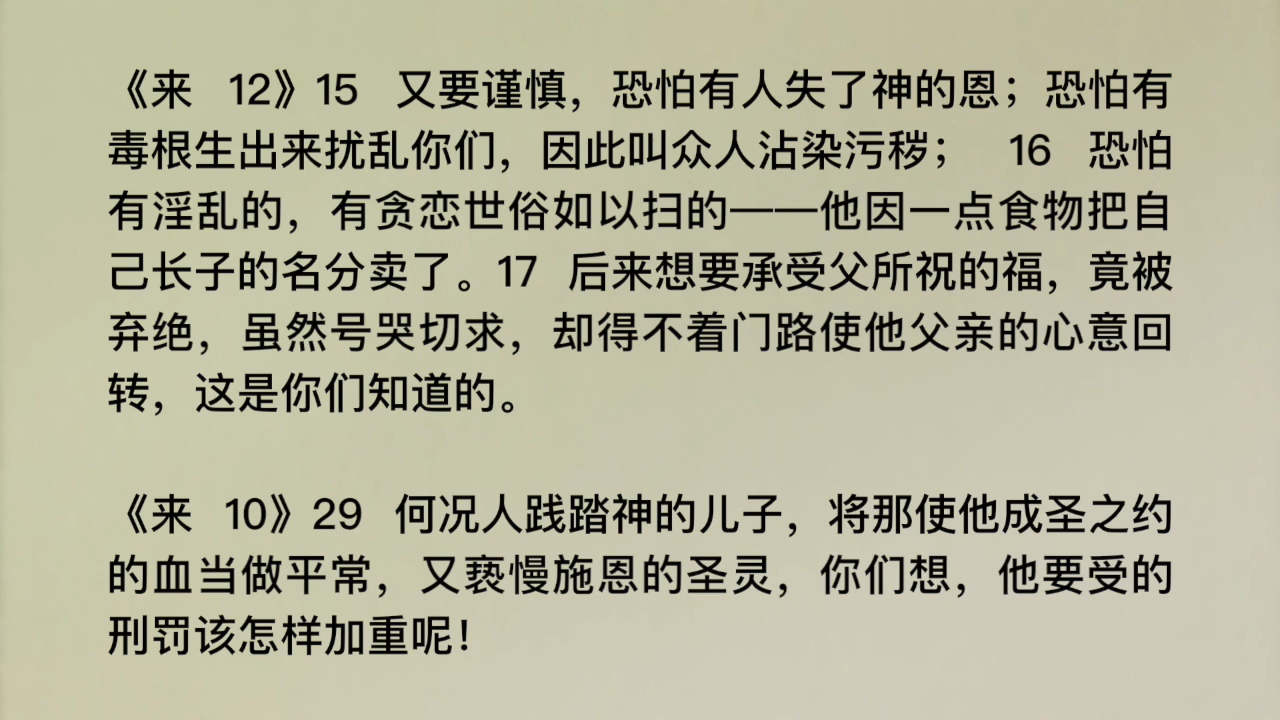 《来 12》15 又要谨慎，恐怕有人失了神的恩；恐怕有
毒根生出来扰乱你们，因此叫众人沾染污秽； 16 恐怕
有淫乱的，有贪恋世俗如以扫的——他因一点食物把自
己长子的名分卖了。17 后来想要承受父所祝的福，竟被
弃绝，虽然号哭切求，却得不着门路使他父亲的心意回
转，这是你们知道的。
《来 10》29 何况人践踏神的儿子，将那使他成圣之约
的血当做平常，又亵慢施恩的圣灵，你们想，他要受的
刑罚该怎样加重呢！